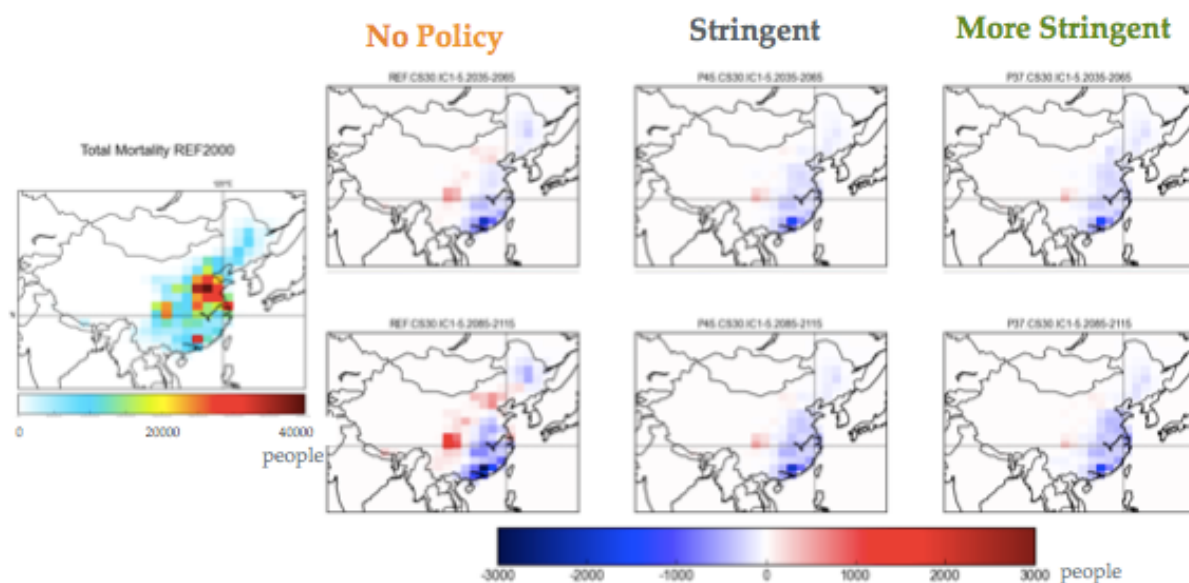 No Policy
Stringent
More Stringent
REF.CS30.IC1-5.2035-2065
P45.CS30.IC1-5.2035-2065
P37.CS30.IC1-5.2035-2065
Total Mortality REF2000
REF.CS30.IC1-5.2085-2115
P45.CS30.IC1-5.2085-2115
P37.CS30.IC1-5.2085-2115
0 20000 40000
people
-3000 -2000 -1000 0 1000 2000 3000
people